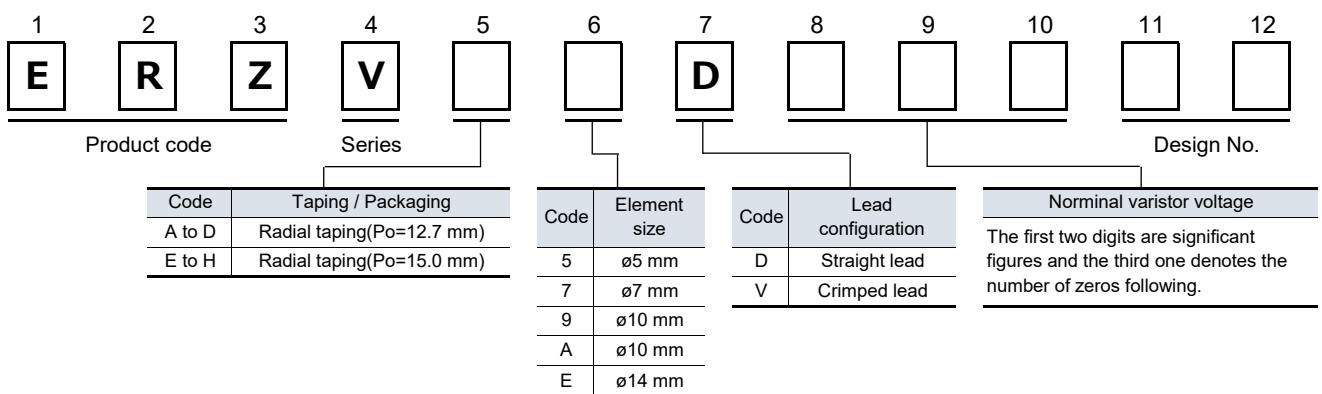 1 2 3 4 5 6 7 8 9 10 11 12
E R Z V D
Product code Series Design No.
Code Taping / Packaging
A to D Radial taping(Po=12.7 mm)
E to H Radial taping(Po=15.0 mm)
Code Element size
5 ø5 mm
7 ø7 mm
9 ø10 mm
A ø10 mm
E ø14 mm
Code Lead configuration
D Straight lead
V Crimped lead
Norminal varistor voltage
The first two digits are significant
figures and the third one denotes the
number of zeros following.